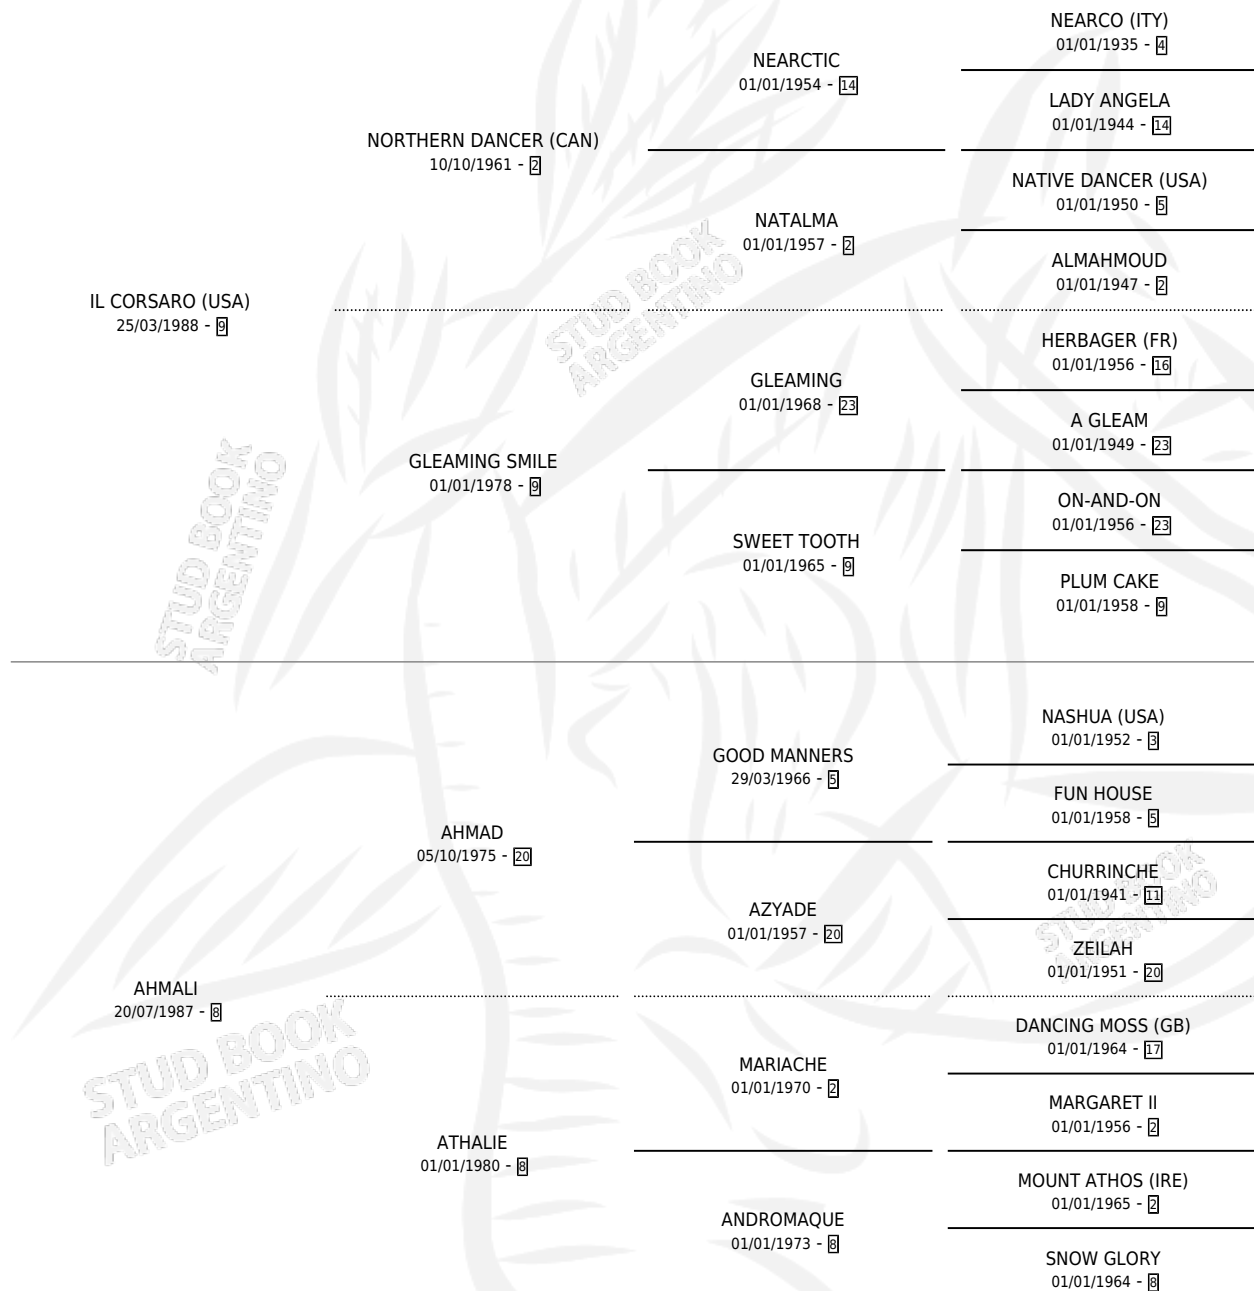 NEARCO (ITY)
01/01/1935 - 4
NEARCTIC
01/01/1954 - 14
LADY ANGELA
01/01/1944 - 14
NORTHERN DANCER (CAN)
10/10/1961 - 2
NATIVE DANCER (USA)
01/01/1950 - 5
NATALMA
01/01/1957 - 2
ALMAHMOUD
01/01/1947 - 2
IL CORSARO (USA)
25/03/1988 - 9
STUD BOOK
ARGENTINO
HERBAGER (FR)
01/01/1956 - 16
GLEAMING
01/01/1968 - 23
A GLEAM
01/01/1949 - 23
GLEAMING SMILE
01/01/1978 - 9
ON-AND-ON
01/01/1956 - 23
SWEET TOOTH
01/01/1965 - 9
PLUM CAKE
01/01/1958 - 9
STUD BOOK
ARGENTINO
NASHUA (USA)
01/01/1952 - 3
GOOD MANNERS
29/03/1966 - 5
FUN HOUSE
01/01/1958 - 5
AHMAD
05/10/1975 - 20
CHURRINCHE
01/01/1941 - 11
AZYADE
01/01/1957 - 20
ZEILAH
01/01/1951 - 20
STUD BOOK
ARGENTINO
AHMALI
20/07/1987 - 8
DANCING MOSS (GB)
01/01/1964 - 17
MARIACHE
01/01/1970 - 2
MARGARET II
01/01/1956 - 2
STUD BOOK
ARGENTINO
ATHALIE
01/01/1980 - 8
MOUNT ATHOS (IRE)
01/01/1965 - 2
ANDROMAQUE
01/01/1973 - 8
SNOW GLORY
01/01/1964 - 8